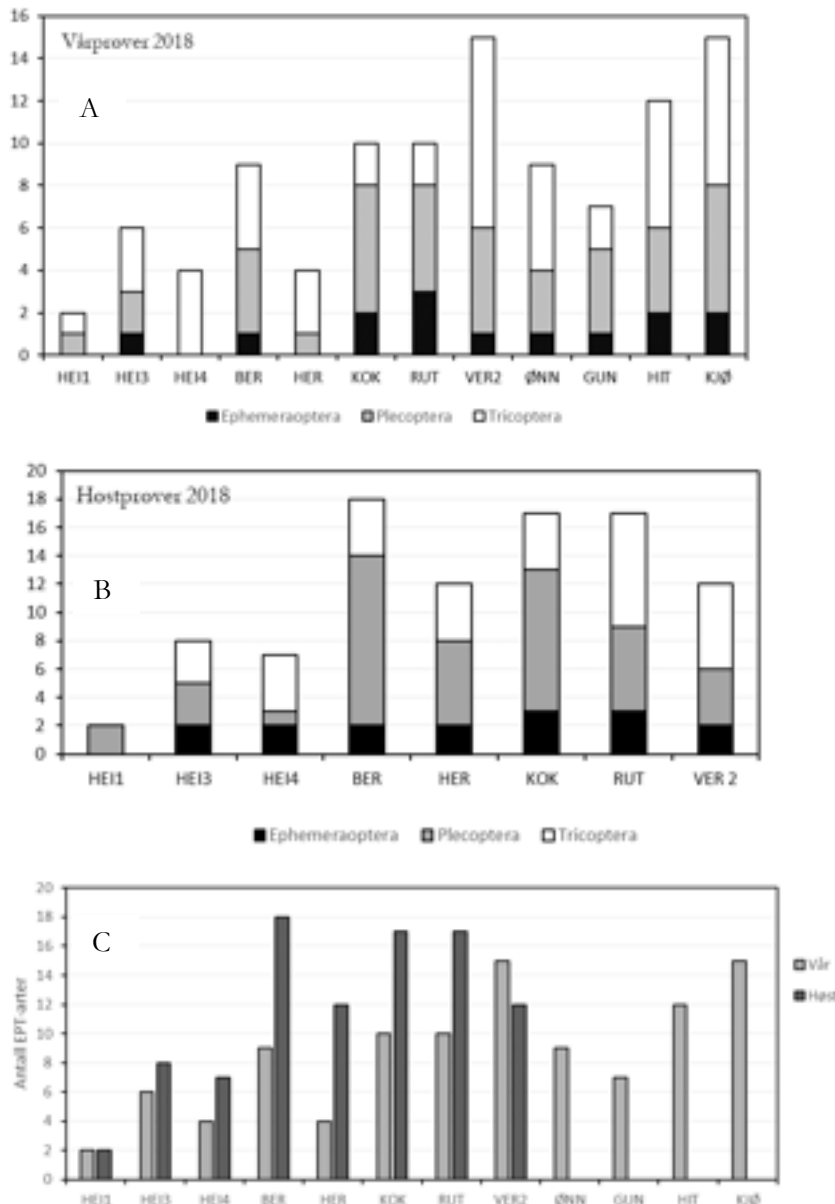 16
Vårprøver 2018
14
A
12
10
8
6
4
2
0
HEI1 HEI3 HEI4 BER HER KOK RUT VER2 ØNN GUN HIT KJØ
Ephemeraoptera Plecoptera Tricoptera
20
Høstprøver 2018
18
16
14
B
12
10
8
6
4
2
0
HEI1 HEI3 HEI4 BER HER KOK RUT VER 2
Ephemeraoptera Plecoptera Tricoptera
20
18
C
16
14
12
10
8
6
4
2
0
Antall EPT-arter
Vår
Høst
HEI1 HEI3 HEI4 BER HER KOK RUT VER2 ØNN GUN HIT KJØ